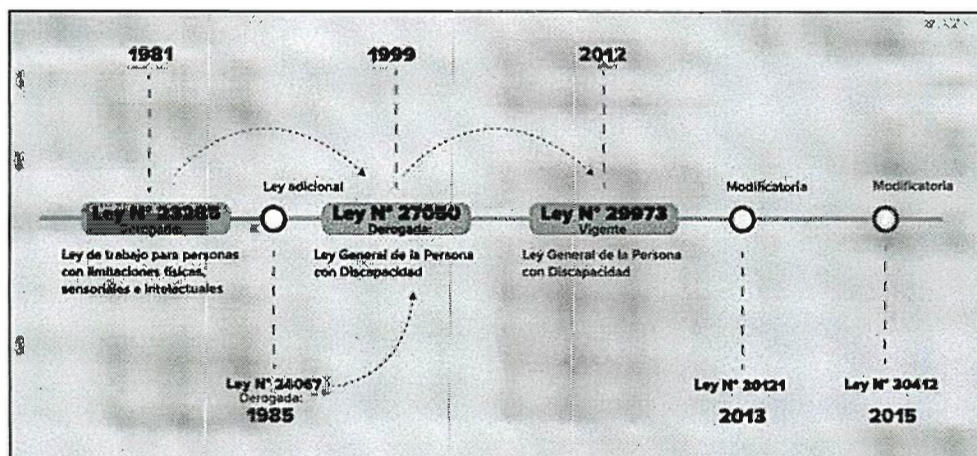 1981
1999
2012
Ley adicional
Modificatoria
Modificatoria
Ley N° 23285
Derogada:
Ley N° 27050
Derogada:
Ley N° 29973
Vigente
Ley de trabajo para personas
con limitaciones físicas,
sensoriales e intelectuales
Ley General de la Persona
con Discapacidad
Ley General de la Persona
con Discapacidad
Ley N° 24067
Derogada:
1985
Ley N° 30121
2013
Ley N° 30412
2015